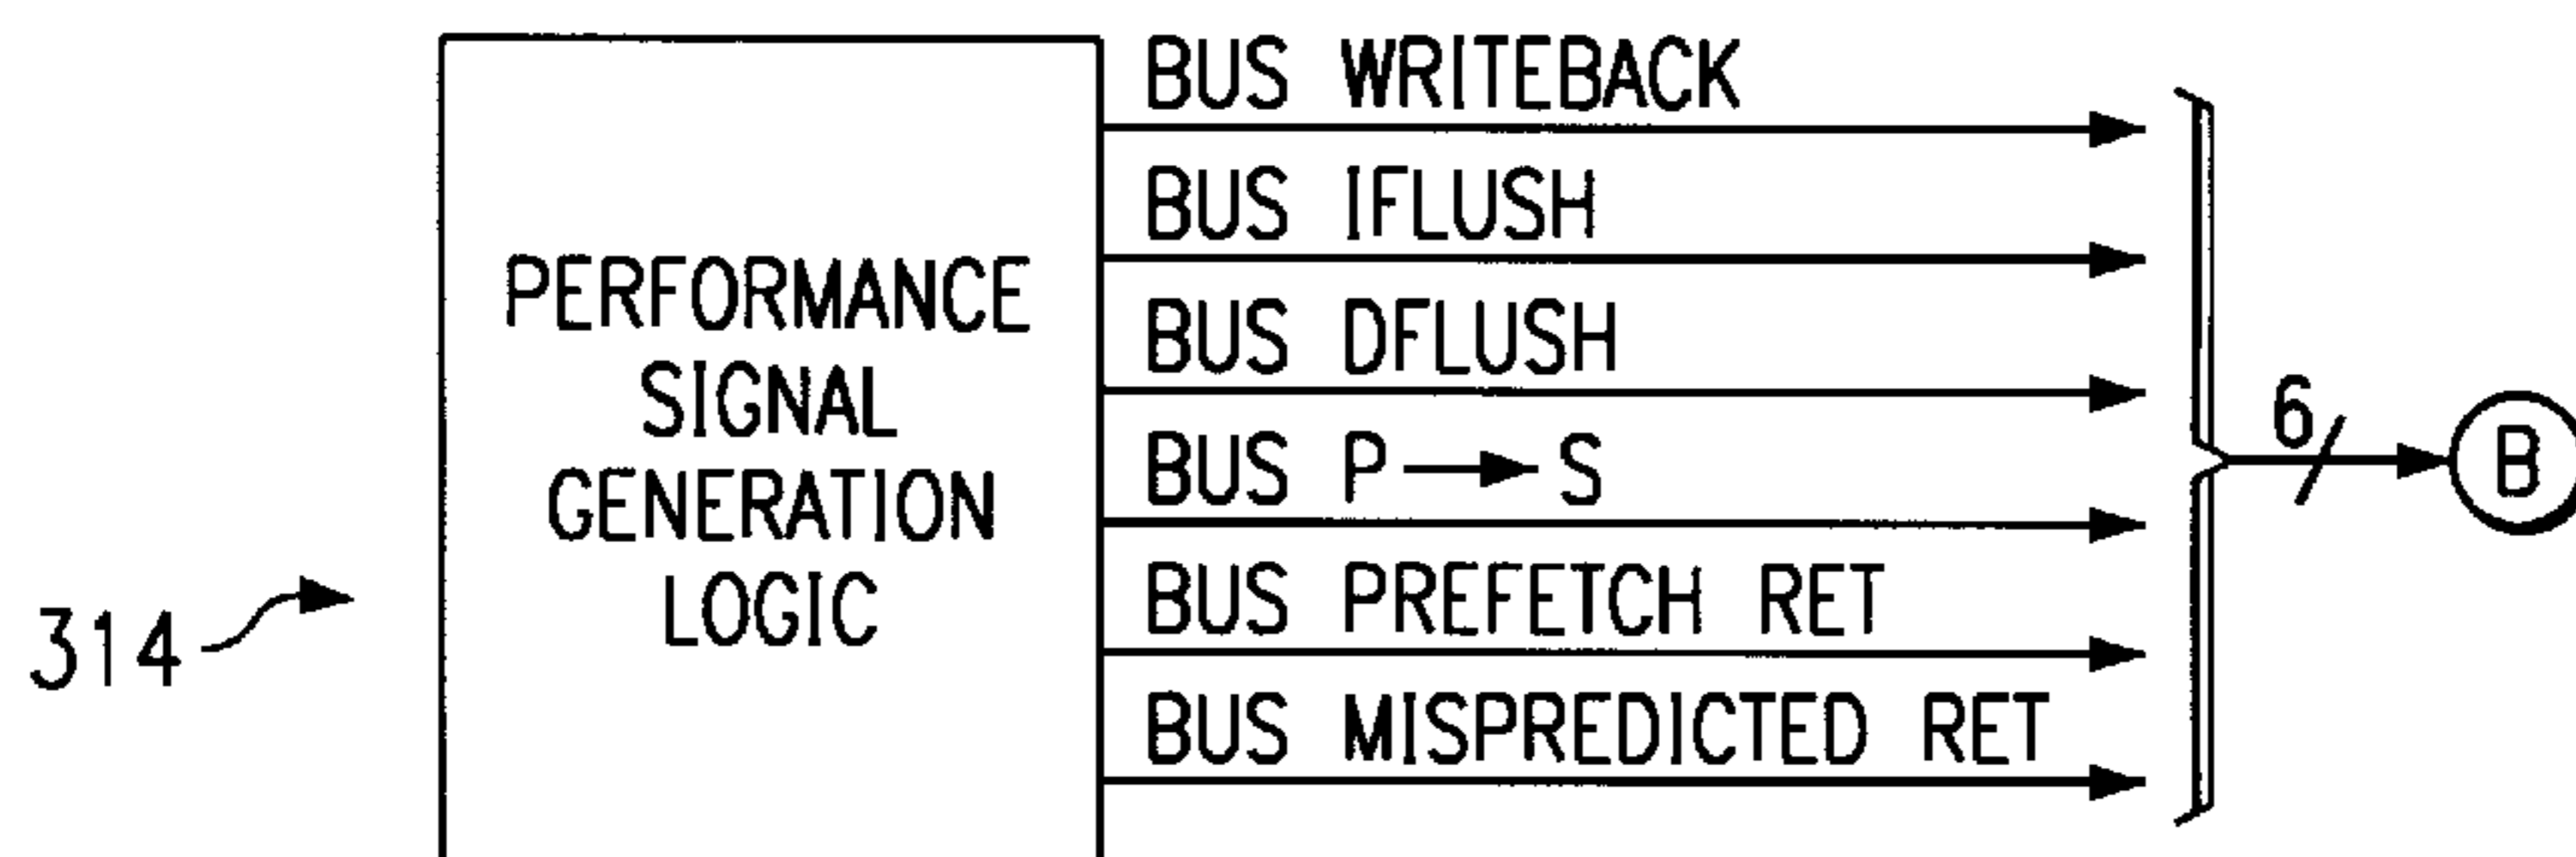 BUS WRITEBACK
BUS IFLUSH
PERFORMANCE
SIGNAL
GENERATION
LOGIC
BUS DFLUSH
6
B
BUS P → S
BUS PREFETCH RET
314
BUS MISPREDICTED RET